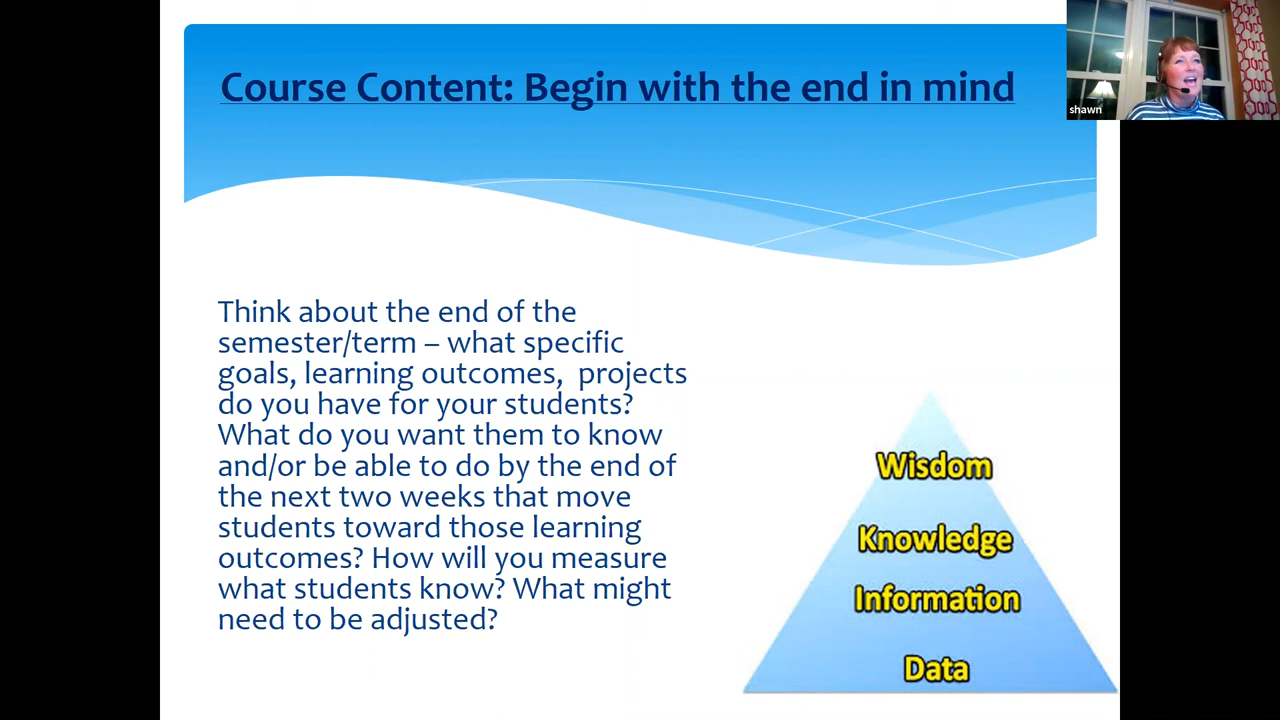 Course Content: Begin with the end in mind
shawn
Think about the end of the
semester/term – what specific
goals, learning outcomes,  projects
do you have for your students?
What do you want them to know
and/or be able to do by the end of
the next two weeks that move
students toward those learning
outcomes? How will you measure
what students know? What might
need to be adjusted?
Wisdom
Knowledge
Information
Data